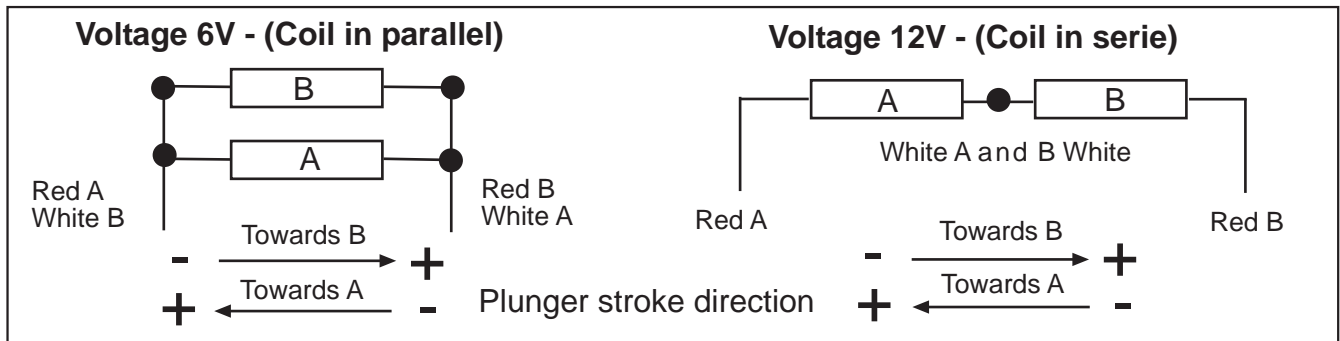 Voltage 6V - (Coil in parallel)
B
A
Red A
White B
Red B
White A
- Towards B +
+ Towards A -
Voltage 12V - (Coil in serie)
A
B
White A and B White
Red A
Red B
- Towards B +
+ Towards A -
Plunger stroke direction